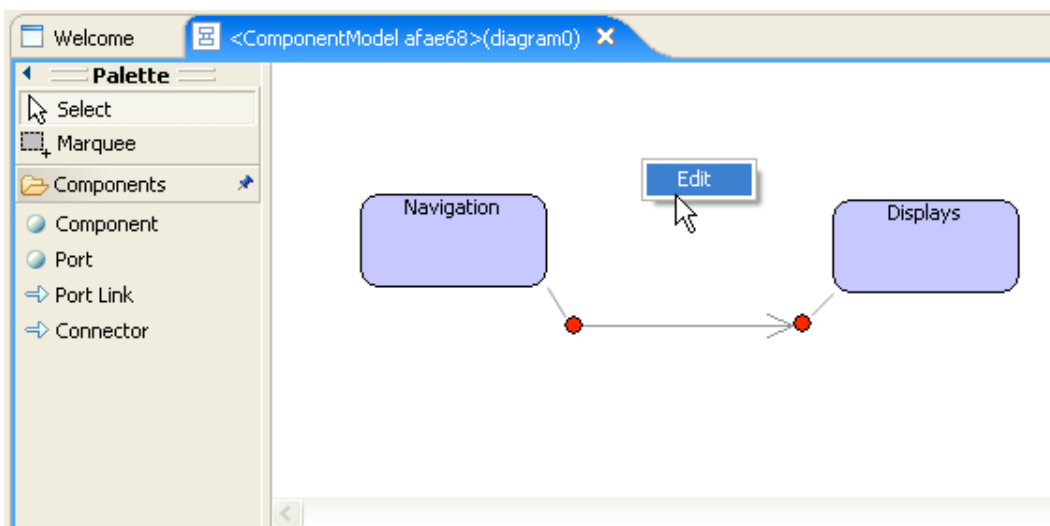 Welcome
<ComponentModel afae68>(diagram0)
Palette
Select
Marquee
Components
Component
Port
Port Link
Connector
Edit
Navigation
Displays